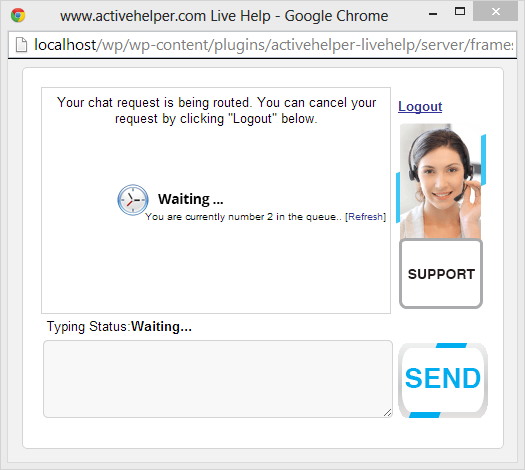 www.activehelper.com Live Help - Google Chrome
localhost/wp/wp-content/plugins/activehelper-livehelp/server/frames
Your chat request is being routed. You can cancel your
request by clicking "Logout" below.
Logout
Waiting ...
You are currently number 2 in the queue.. [Refresh]
SUPPORT
Typing Status:Waiting...
SEND